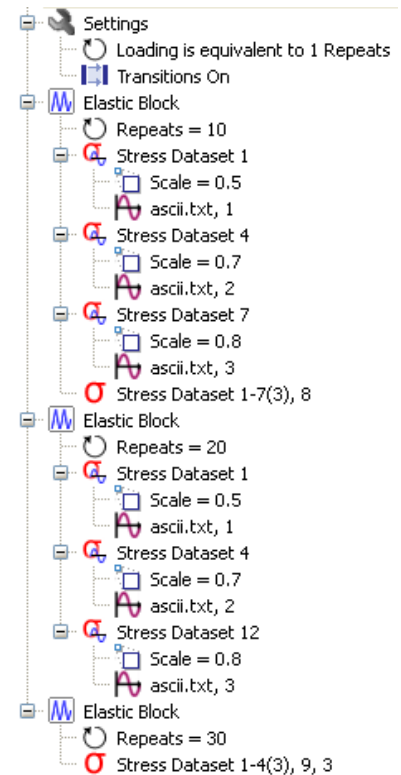 Settings
Loading is equivalent to 1 Repeats
Transitions On
Elastic Block
Repeats = 10
Stress Dataset 1
Scale = 0.5
ascii.txt, 1
Stress Dataset 4
Scale = 0.7
ascii.txt, 2
Stress Dataset 7
Scale = 0.8
ascii.txt, 3
σ Stress Dataset 1-7(3), 8
Elastic Block
Repeats = 20
Stress Dataset 1
Scale = 0.5
ascii.txt, 1
Stress Dataset 4
Scale = 0.7
ascii.txt, 2
Stress Dataset 12
Scale = 0.8
ascii.txt, 3
Elastic Block
Repeats = 30
σ Stress Dataset 1-4(3), 9, 3